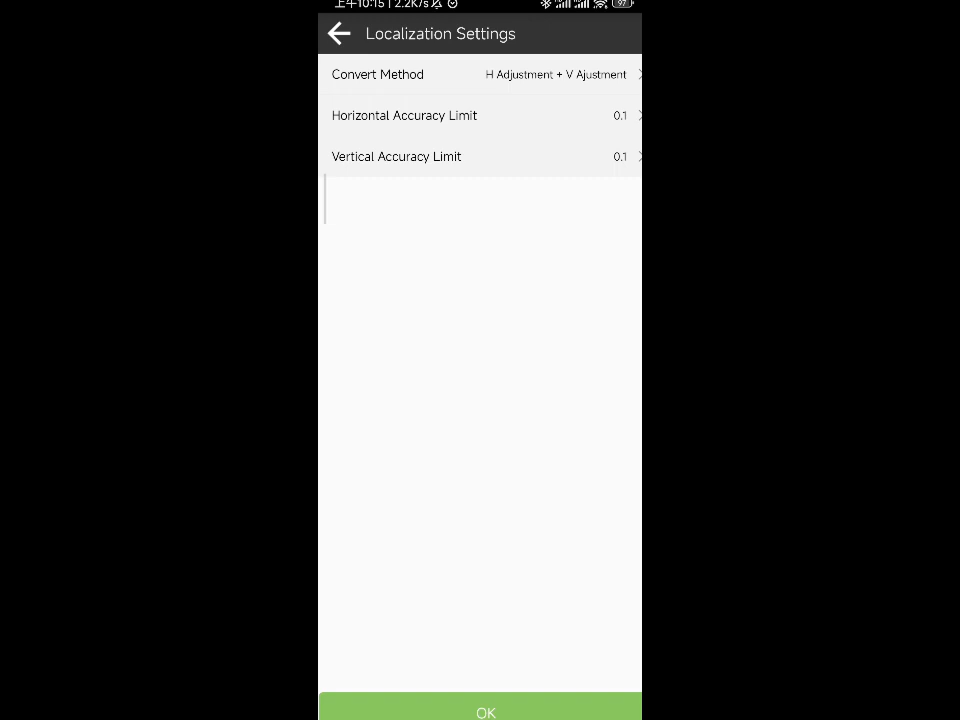 上午10:15 | 2.2K/s
97
Localization Settings
Convert Method H Adjustment + V Ajustment
Horizontal Accuracy Limit 0.1
Vertical Accuracy Limit 0.1
OK